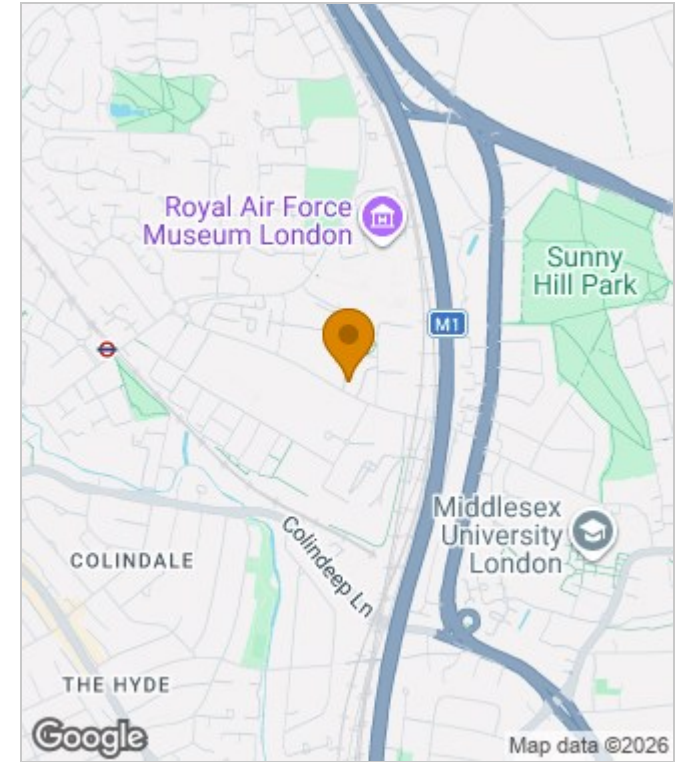 Royal Air Force
Museum London
Sunny
Hill Park
M1
Middlesex
University
London
Colindeep Ln
COLINDALE
THE HYDE
Google
Map data ©2026